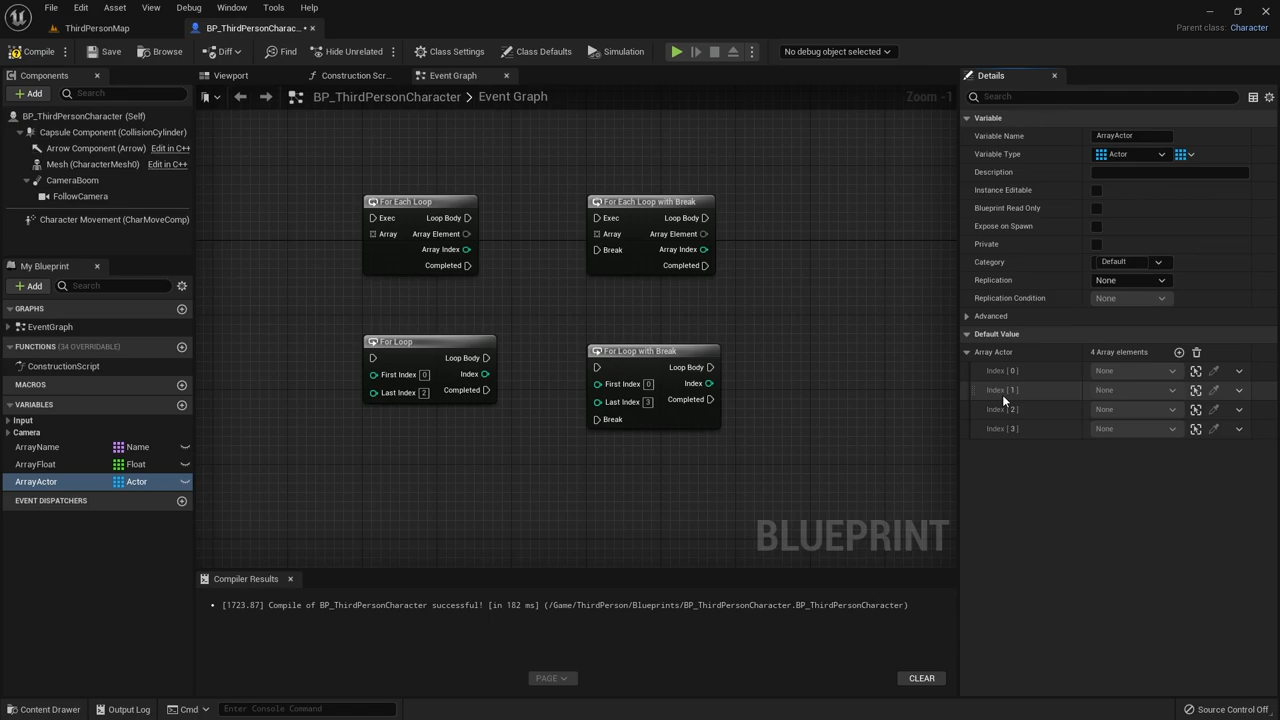 File Edit Asset View Debug Window Tools Help
ThirdPersonMap
BP_ThirdPersonCharac... •
Parent class: Character
Compile Save Browse Diff Find Hide Unrelated Class Settings Class Defaults Simulation No debug object selected
Components
Viewport Construction Scr... Event Graph
Details
Add Search
BP_ThirdPersonCharacter > Event Graph
Zoom -1
Search
BP_ThirdPersonCharacter (Self)
Capsule Component (CollisionCylinder)
Arrow Component (Arrow) Edit in C++
Mesh (CharacterMesh0) Edit in C++
CameraBoom
FollowCamera
Character Movement (CharMoveComp)
My Blueprint
Add Search
GRAPHS
EventGraph
FUNCTIONS (34 OVERRIDABLE)
ConstructionScript
MACROS
VARIABLES
Input
Camera
ArrayName Name
ArrayFloat Float
ArrayActor Actor
EVENT DISPATCHERS
For Each Loop
Exec Loop Body
Array Array Element
Array Index
Completed
For Each Loop with Break
Exec Loop Body
Array Array Element
Break Array Index
Completed
For Loop
Loop Body
First Index 0 Index
Last Index 2 Completed
For Loop with Break
Loop Body
First Index 0 Index
Last Index 3 Completed
Break
BLUEPRINT
Variable
Variable Name ArrayActor
Variable Type Actor
Description
Instance Editable
Blueprint Read Only
Expose on Spawn
Private
Category Default
Replication None
Replication Condition None
Advanced
Default Value
Array Actor 4 Array elements
Index [ 0 ] None
Index [ 1 ] None
Index [ 2 ] None
Index [ 3 ] None
Compiler Results
• [1723.87] Compile of BP_ThirdPersonCharacter successful! [in 182 ms] (/Game/ThirdPerson/Blueprints/BP_ThirdPersonCharacter.BP_ThirdPersonCharacter)
PAGE CLEAR
Content Drawer Output Log Cmd Enter Console Command Source Control Off